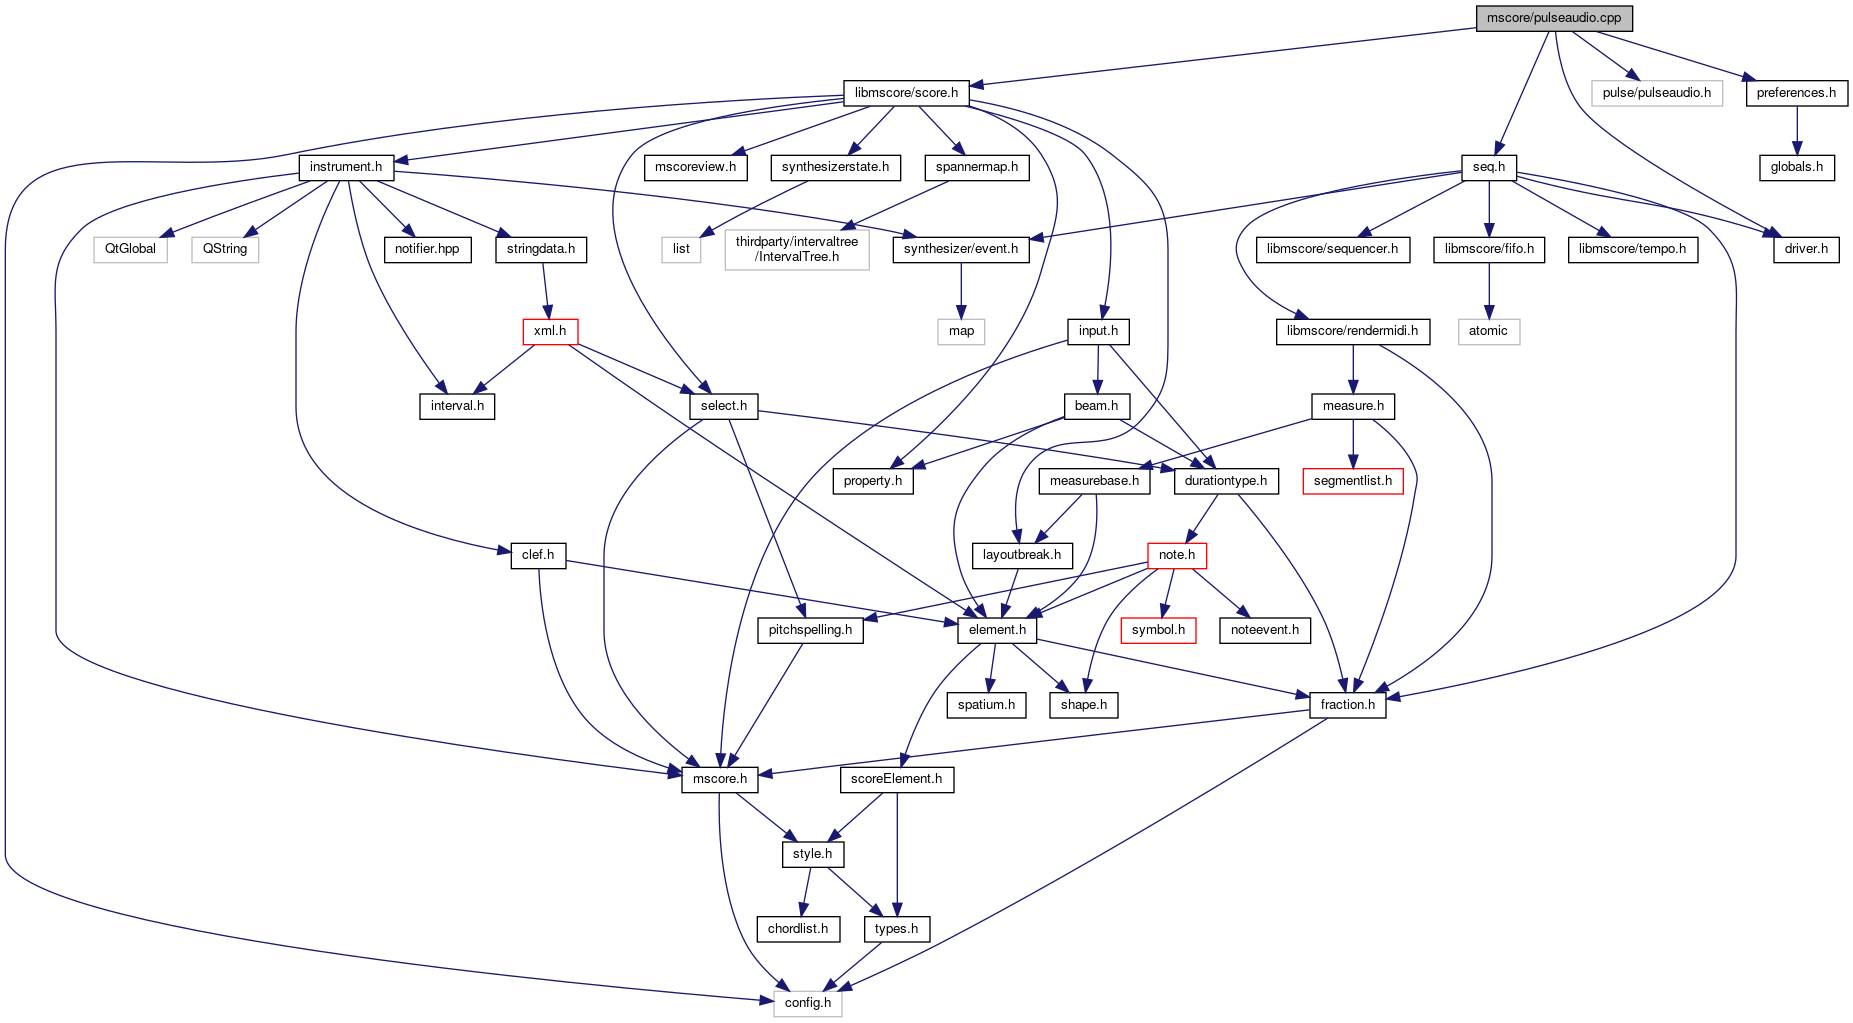 mscore/pulseaudio.cpp
libmscore/score.h
pulse/pulseaudio.h
preferences.h
instrument.h
mscoreview.h
synthesizerstate.h
spannermap.h
seq.h
globals.h
QtGlobal
QString
notifier.hpp
stringdata.h
list
thirdparty/intervaltree
/IntervalTree.h
synthesizer/event.h
libmscore/sequencer.h
libmscore/fifo.h
libmscore/tempo.h
driver.h
xml.h
map
input.h
libmscore/rendermidi.h
atomic
interval.h
select.h
beam.h
measure.h
property.h
measurebase.h
durationtype.h
segmentlist.h
clef.h
layoutbreak.h
note.h
pitchspelling.h
element.h
symbol.h
noteevent.h
spatium.h
shape.h
fraction.h
mscore.h
scoreElement.h
style.h
chordlist.h
types.h
config.h